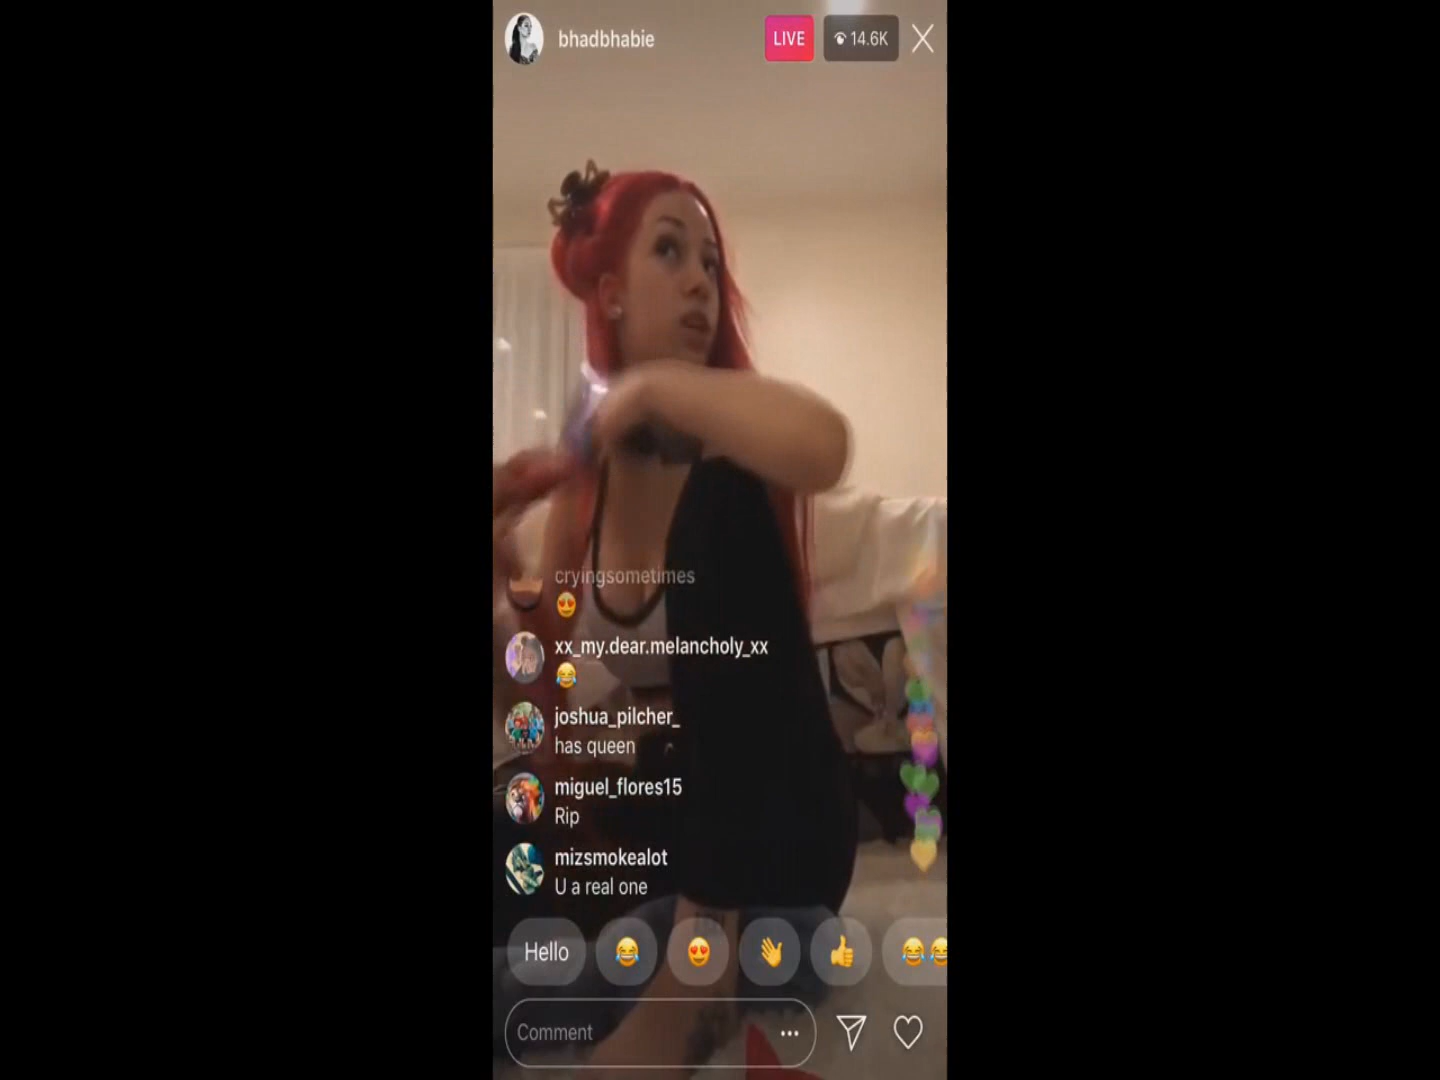 bhadbhabie
LIVE
14.6K
cryingsometimes
😍
xx_my.dear.melancholy_xx
😂
joshua_pilcher_
has queen
miguel_flores15
Rip
mizsmokealot
U a real one
Hello
Comment